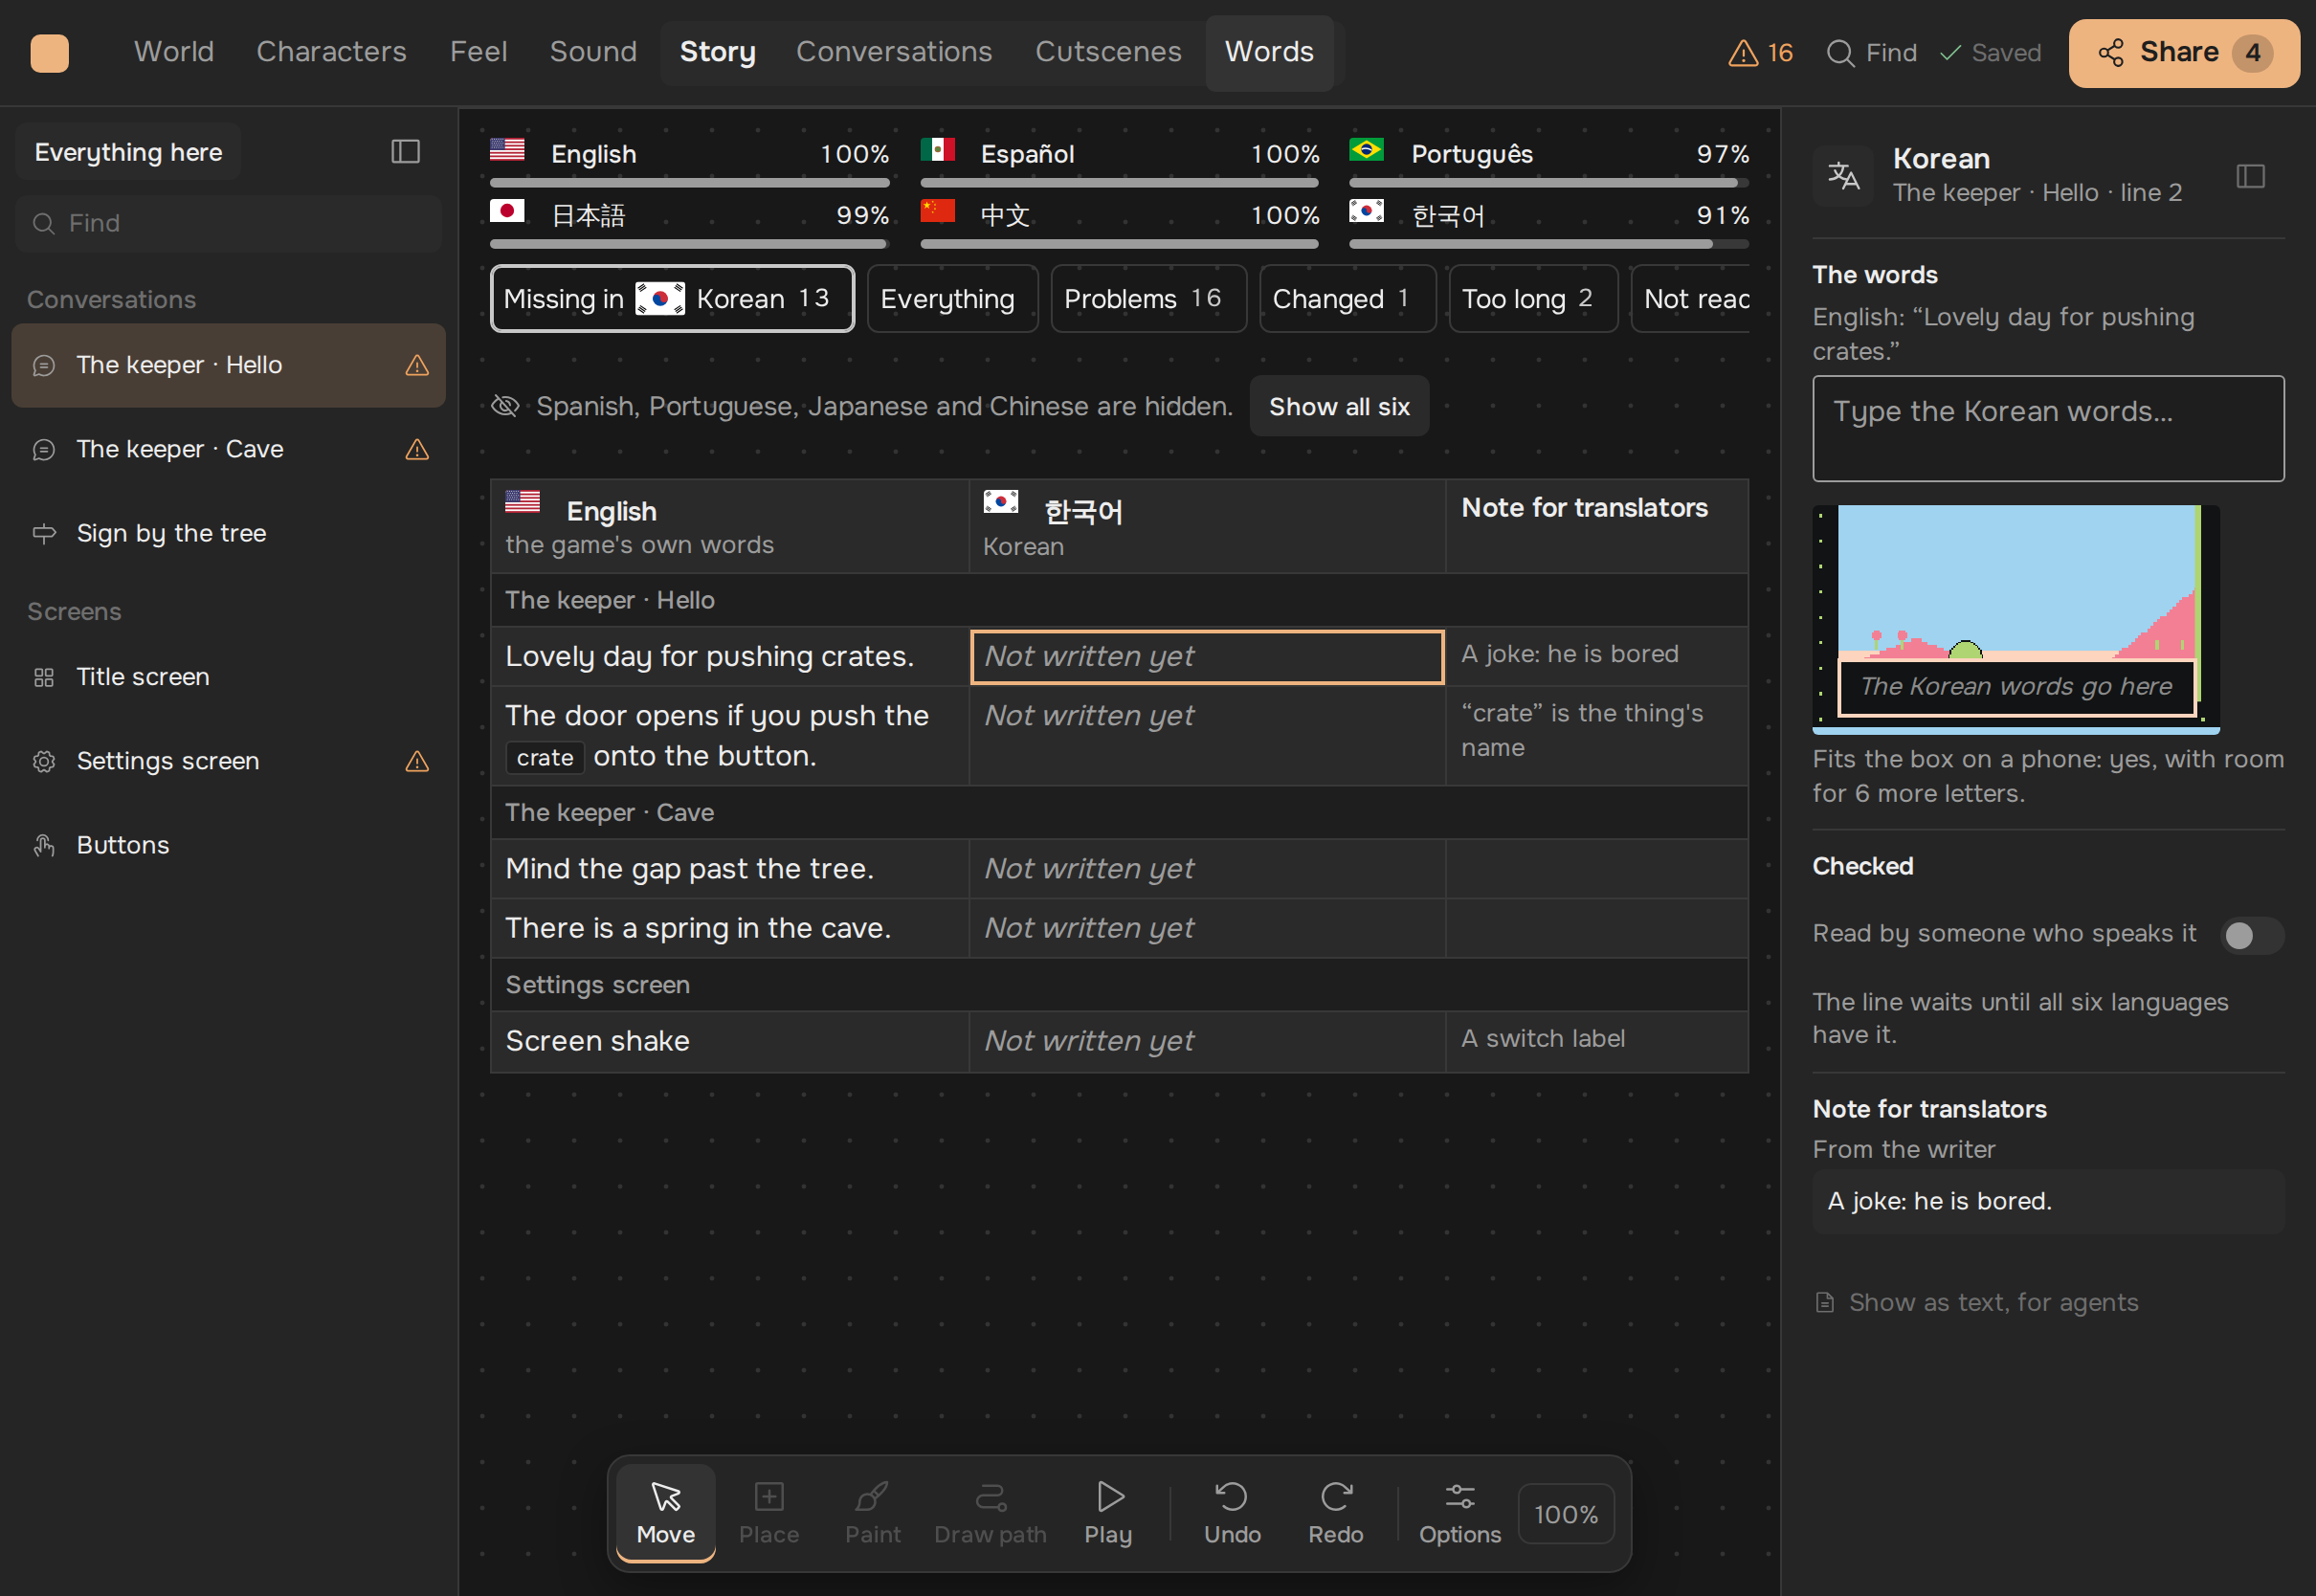 World Characters Feel Sound Story Conversations Cutscenes Words 16 Find Saved Share 4
Everything here
Find
Conversations
The keeper · Hello
The keeper · Cave
Sign by the tree
Screens
Title screen
Settings screen
Buttons
English 100% Español 100% Português 97%
日本語 99% 中文 100% 한국어 91%
Missing in Korean 13 Everything Problems 16 Changed 1 Too long 2 Not read
Spanish, Portuguese, Japanese and Chinese are hidden. Show all six
English 한국어 Note for translators
the game's own words Korean
The keeper · Hello
Lovely day for pushing crates. Not written yet A joke: he is bored
The door opens if you push the Not written yet “crate” is the thing's
crate onto the button. name
The keeper · Cave
Mind the gap past the tree. Not written yet
There is a spring in the cave. Not written yet
Settings screen
Screen shake Not written yet A switch label
Move Place Paint Draw path Play Undo Redo Options 100%
Korean
The keeper · Hello · line 2
The words
English: “Lovely day for pushing
crates.”
Type the Korean words...
The Korean words go here
Fits the box on a phone: yes, with room
for 6 more letters.
Checked
Read by someone who speaks it
The line waits until all six languages
have it.
Note for translators
From the writer
A joke: he is bored.
Show as text, for agents